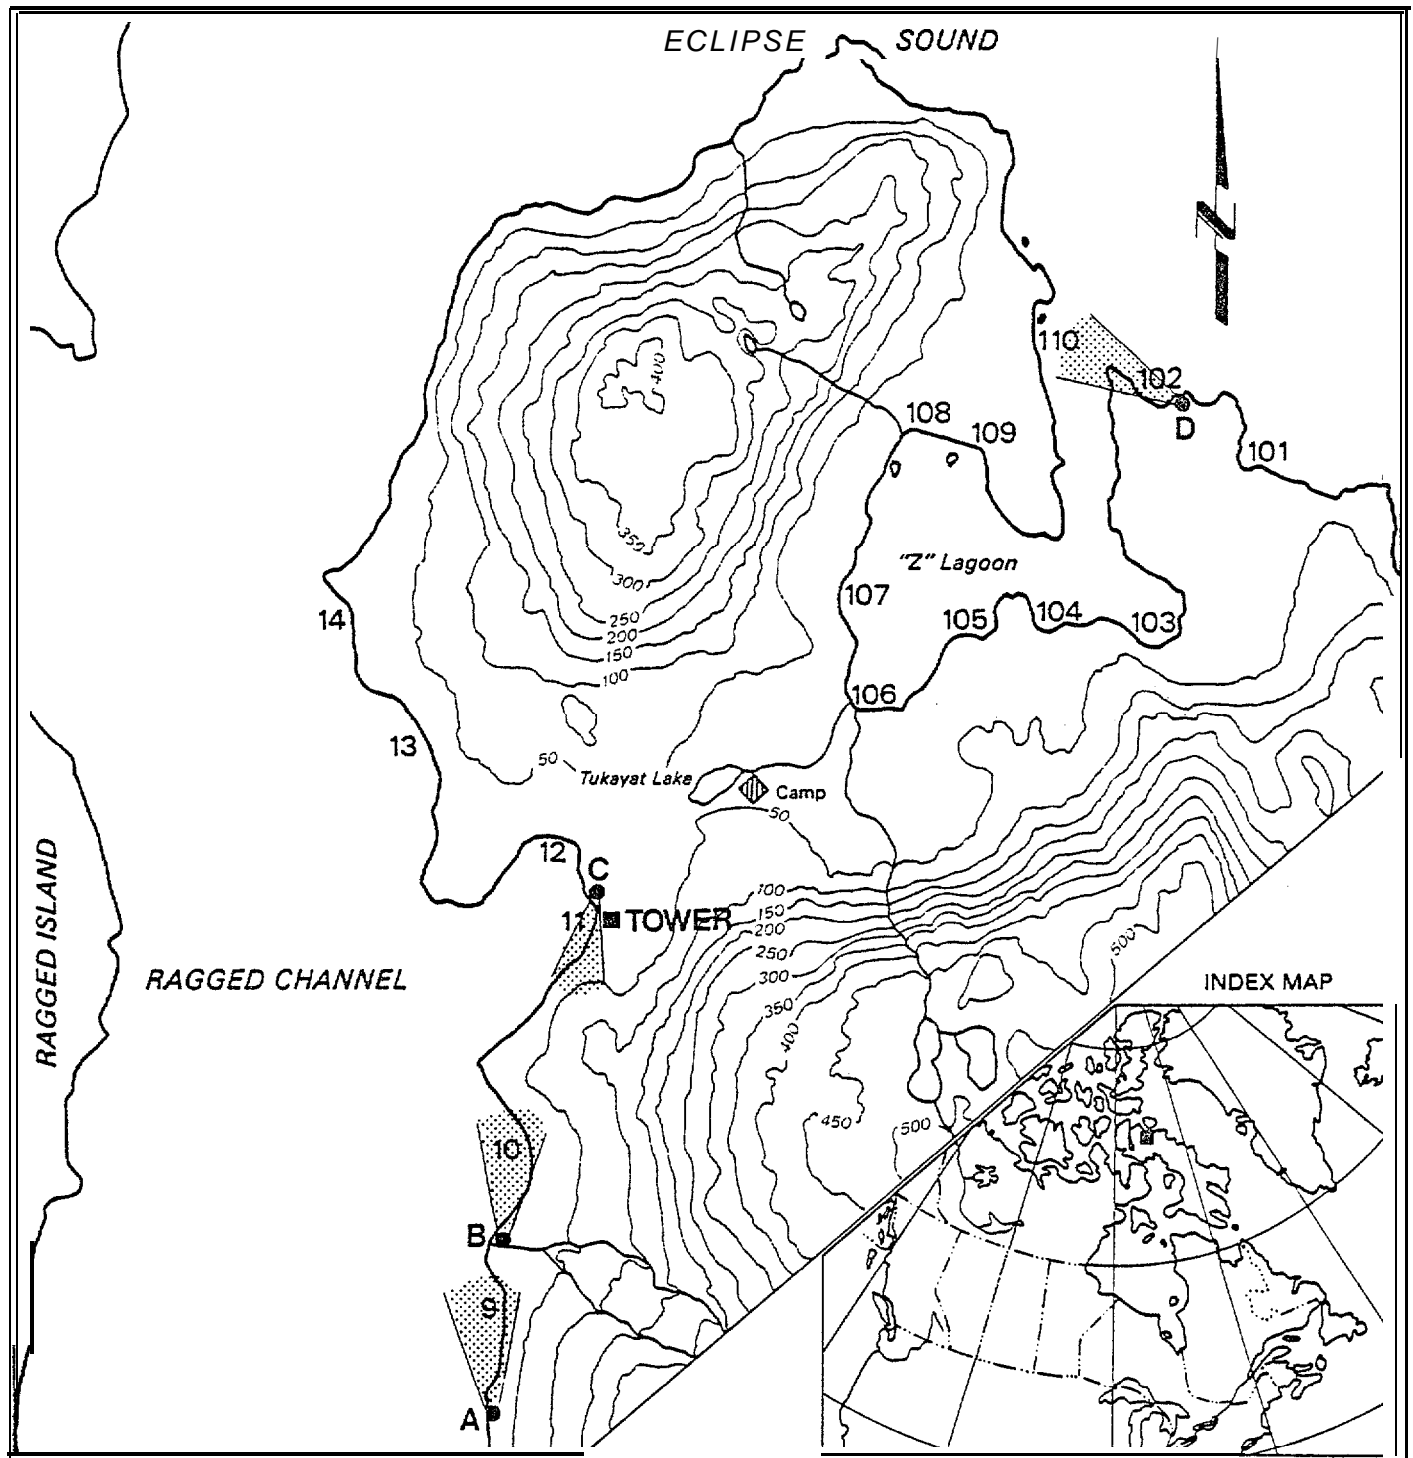 ECLIPSE SOUND
110
102
D
108
109
101
400
350
300
250
200
150
100
"Z" Lagoon
107
105
104
103
14
106
13
50
Tukayat Lake
Camp
50
12
C
11
TOWER
100
150
200
250
300
350
400
450
500
500
RAGGED ISLAND
RAGGED CHANNEL
INDEX MAP
10
B
9
A
N